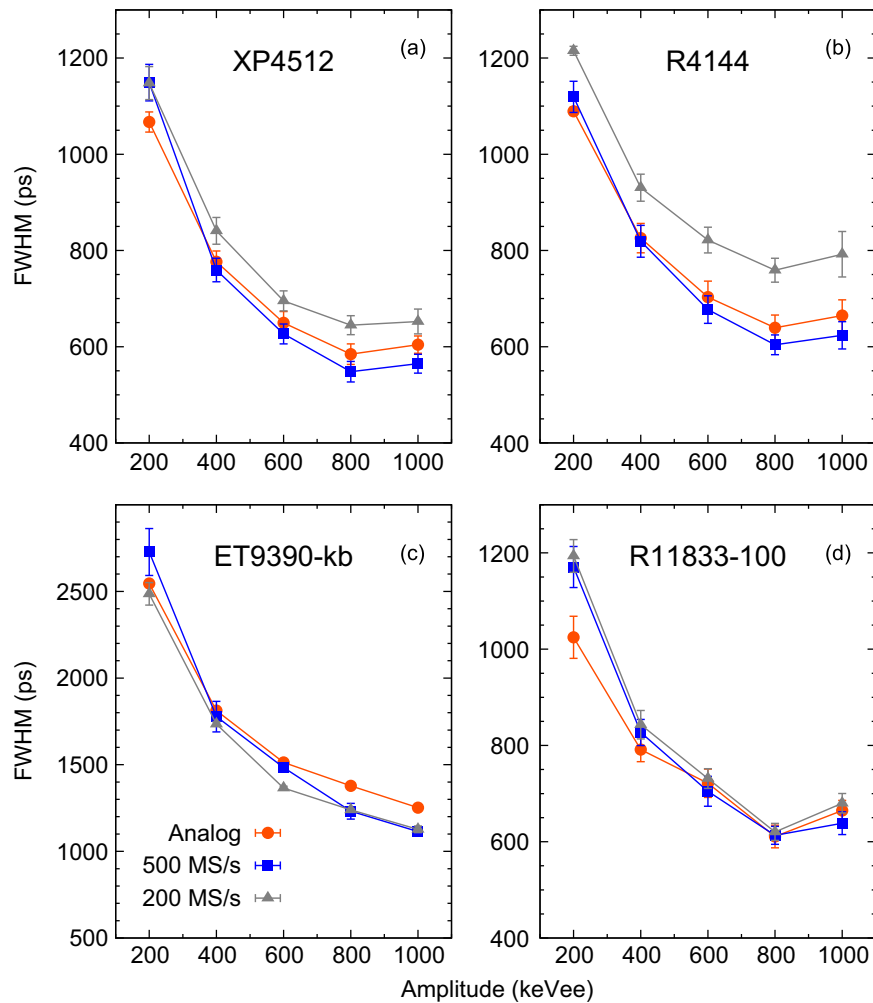 XP4512 (a)
R4144 (b)
FWHM (ps)
1200
1000
800
600
400
200 400 600 800 1000
1200
1000
800
600
400
200 400 600 800 1000
ET9390-kb (c)
R11833-100 (d)
FWHM (ps)
2500
2000
1500
1000
500
Analog
500 MS/s
200 MS/s
200 400 600 800 1000
1200
1000
800
600
400
200 400 600 800 1000
Amplitude (keVee)